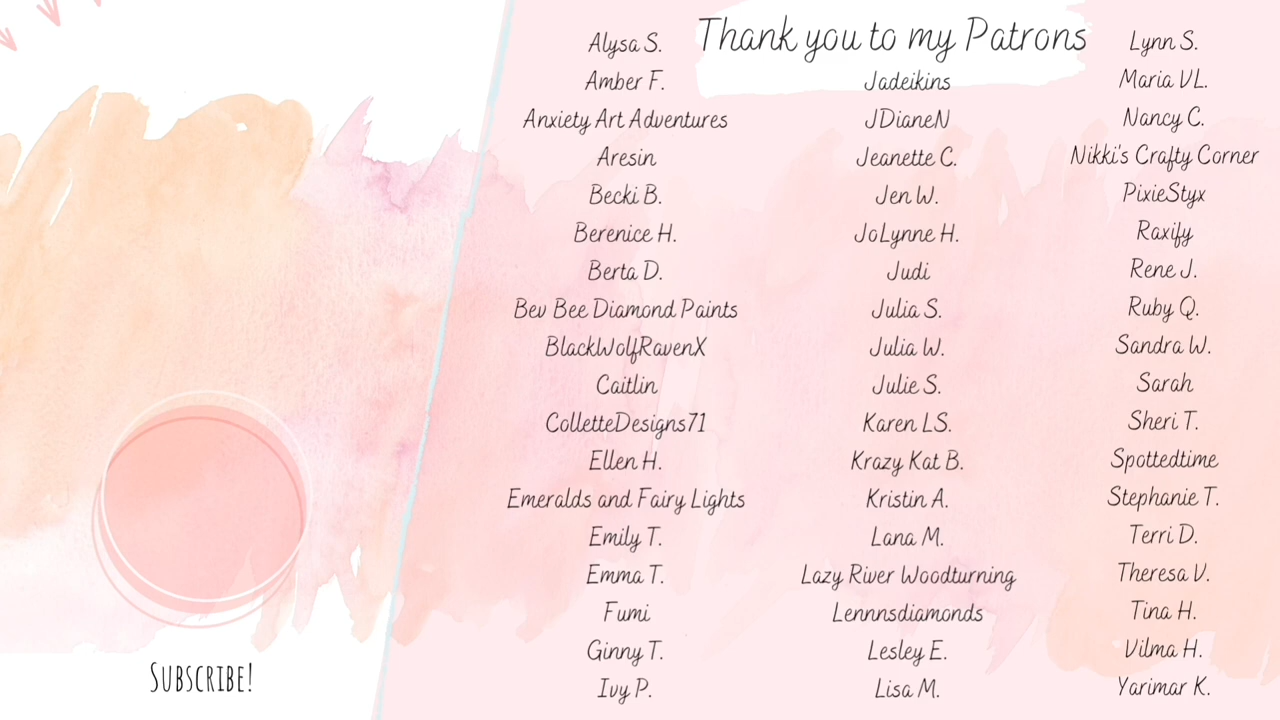 Thank you to my Patrons
Alysa S.
Amber F.
Anxiety Art Adventures
Aresin
Becki B.
Berenice H.
Berta D.
Bev Bee Diamond Paints
BlackWolfRavenX
Caitlin
ColletteDesigns71
Ellen H.
Emeralds and Fairy Lights
Emily T.
Emma T.
Fumi
Ginny T.
Ivy P.
Jadeikins
JDianeN
Jeanette C.
Jen W.
JoLynne H.
Judi
Julia S.
Julia W.
Julie S.
Karen LS.
Krazy Kat B.
Kristin A.
Lana M.
Lazy River Woodturning
Lennnsdiamonds
Lesley E.
Lisa M.
Lynn S.
Maria VL.
Nancy C.
Nikki's Crafty Corner
PixieStyx
Raxify
Rene J.
Ruby Q.
Sandra W.
Sarah
Sheri T.
Spottedtime
Stephanie T.
Terri D.
Theresa V.
Tina H.
Vilma H.
Yarimar K.
SUBSCRIBE!